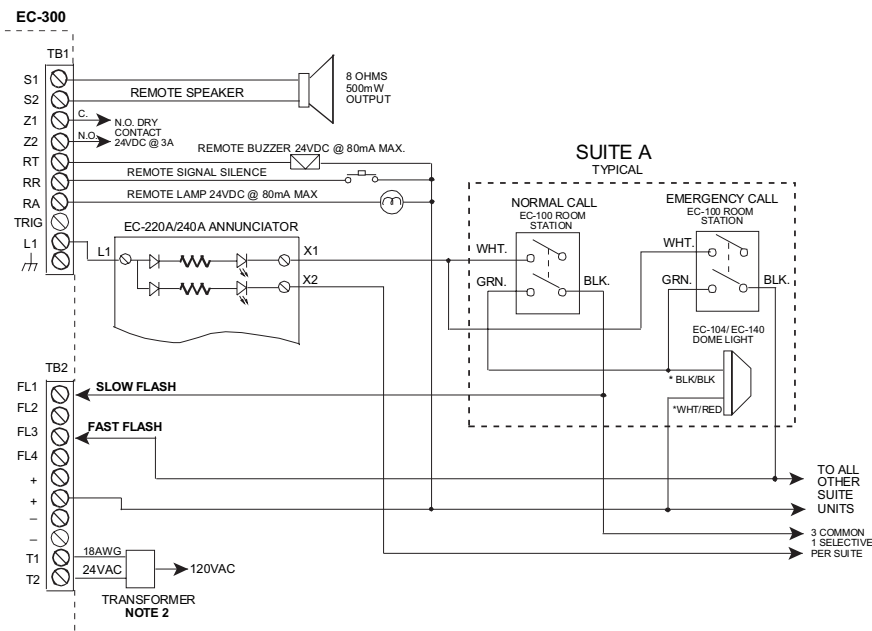 EC-300
TB1
S1
S2
Z1
Z2
RT
RR
RA
TRIG
L1
REMOTE SPEAKER
8 OHMS
500mW
OUTPUT
C.
N.O.
N.O. DRY
CONTACT
24VDC @ 3A
REMOTE BUZZER 24VDC @ 80mA MAX.
REMOTE SIGNAL SILENCE
REMOTE LAMP 24VDC @ 80mA MAX
EC-220A/240A ANNUNCIATOR
L1
X1
X2
SUITE A
TYPICAL
NORMAL CALL
EC-100 ROOM
STATION
WHT.
GRN.
BLK.
EMERGENCY CALL
EC-100 ROOM
STATION
WHT.
GRN.
BLK.
EC-104/ EC-140
DOME LIGHT
* BLK/BLK
*WHT/RED
TB2
FL1
FL2
FL3
FL4
+
+
–
–
T1
T2
SLOW FLASH
FAST FLASH
18AWG
24VAC
120VAC
TRANSFORMER
NOTE 2
TO ALL
OTHER
SUITE
UNITS
3 COMMON
1 SELECTIVE
PER SUITE